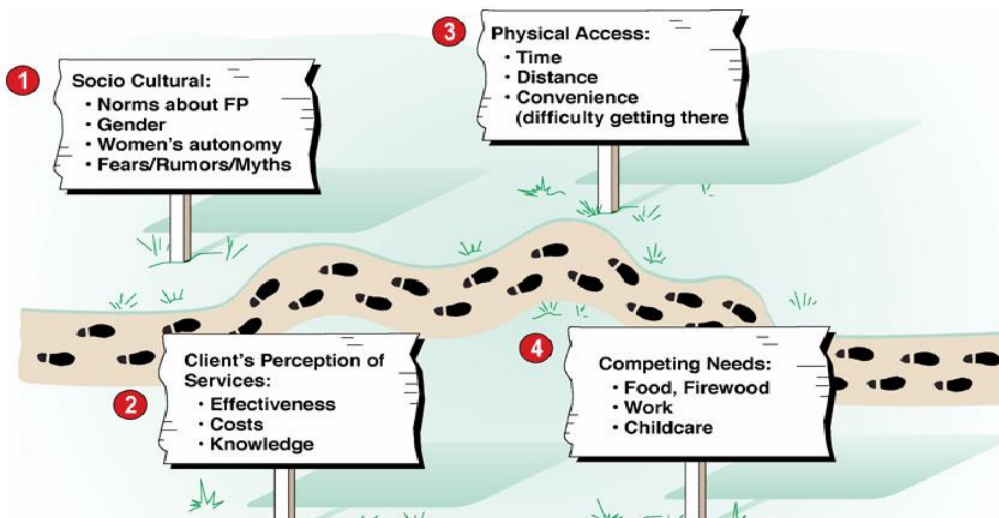 1
Socio Cultural:
• Norms about FP
• Gender
• Women's autonomy
• Fears/Rumors/Myths
2
Client's Perception of
Services:
• Effectiveness
• Costs
• Knowledge
3
Physical Access:
• Time
• Distance
• Convenience
(difficulty getting there
4
Competing Needs:
• Food, Firewood
• Work
• Childcare